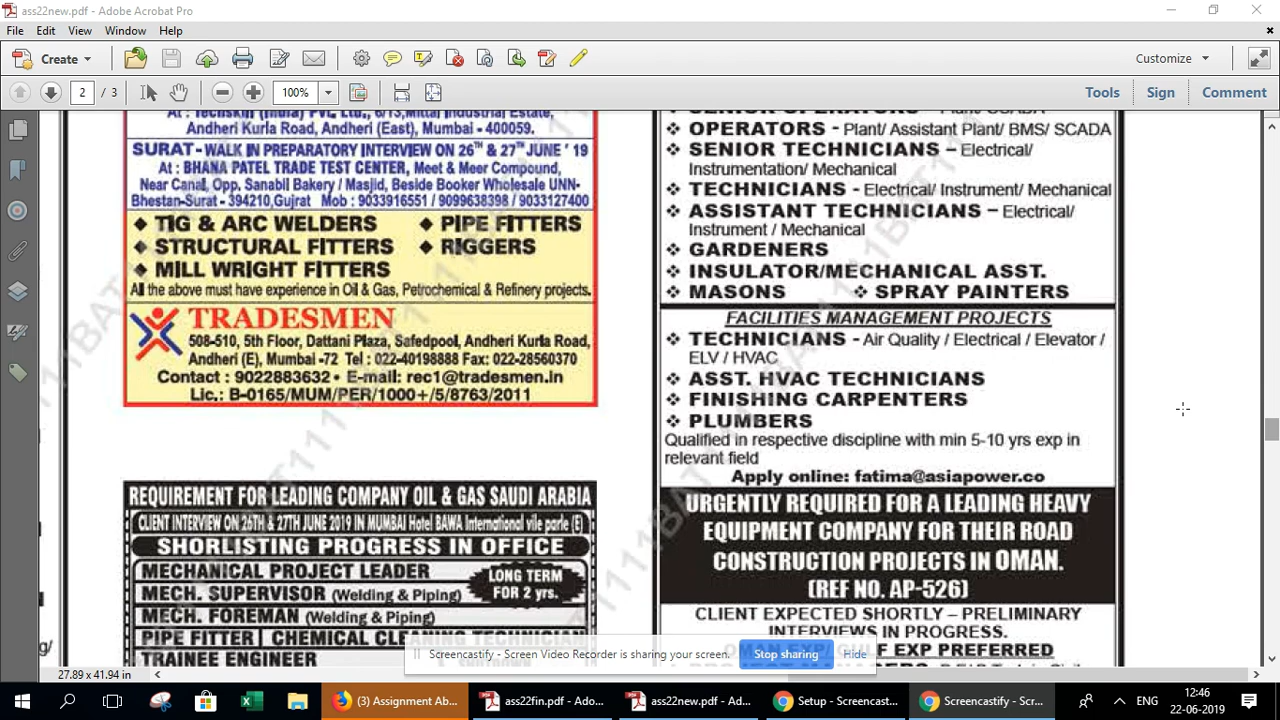 ass22new.pdf - Adobe Acrobat Pro
File Edit View Window Help
Create
Customize
2 / 3
100%
Tools Sign Comment
Andheri Kurla Road, Andheri (East), Mumbai - 400059.
SURAT - WALK IN PREPARATORY INTERVIEW ON 26TH & 27TH JUNE ' 19
At : BHANA PATEL TRADE TEST CENTER, Meet & Meer Compound,
Near Canal, Opp. Sanabil Bakery / Masjid, Beside Booker Wholesale UNN-
Bhestan-Surat - 394210,Gujrat Mob : 9033916551 / 9099638398 / 9033127400
❖ TIG & ARC WELDERS ❖ PIPE FITTERS
❖ STRUCTURAL FITTERS ❖ RIGGERS
❖ MILL WRIGHT FITTERS
All the above must have experience in Oil & Gas, Petrochemical & Refinery projects.
TRADESMEN
508-510, 5th Floor, Dattani Plaza, Safedpool, Andheri Kurla Road,
Andheri (E), Mumbai -72 Tel : 022-40198888 Fax: 022-28560370
Contact : 9022883632 • E-mail: rec1@tradesmen.in
Lic.: B-0165/MUM/PER/1000+/5/8763/2011
REQUIREMENT FOR LEADING COMPANY OIL & GAS SAUDI ARABIA
CLIENT INTERVIEW ON 26TH & 27TH JUNE 2019 IN MUMBAI Hotel BAWA International vile parle (E)
SHORLISTING PROGRESS IN OFFICE
MECHANICAL PROJECT LEADER
MECH. SUPERVISOR (Welding & Piping)
LONG TERM
FOR 2 yrs.
MECH. FOREMAN (Welding & Piping)
PIPE FITTER | CHEMICAL CLEANING TECHNICIAN
TRAINEE ENGINEER
❖ OPERATORS - Plant/ Assistant Plant/ BMS/ SCADA
❖ SENIOR TECHNICIANS – Electrical/
Instrumentation/ Mechanical
❖ TECHNICIANS - Electrical/ Instrument/ Mechanical
❖ ASSISTANT TECHNICIANS – Electrical/
Instrument / Mechanical
❖ GARDENERS
❖ INSULATOR/MECHANICAL ASST.
❖ MASONS ❖ SPRAY PAINTERS
FACILITIES MANAGEMENT PROJECTS
❖ TECHNICIANS - Air Quality / Electrical / Elevator /
ELV / HVAC
❖ ASST. HVAC TECHNICIANS
❖ FINISHING CARPENTERS
❖ PLUMBERS
Qualified in respective discipline with min 5-10 yrs exp in
relevant field
Apply online: fatima@asiapower.co
URGENTLY REQUIRED FOR A LEADING HEAVY
EQUIPMENT COMPANY FOR THEIR ROAD
CONSTRUCTION PROJECTS IN OMAN.
(REF NO. AP-526)
CLIENT EXPECTED SHORTLY – PRELIMINARY
INTERVIEWS IN PROGRESS.
EXP PREFERRED
Screencastify - Screen Video Recorder is sharing your screen. Stop sharing Hide
27.89 x 41.94 in
(3) Assignment Ab... ass22fin.pdf - Ado... ass22new.pdf - Ad... Setup - Screencast... Screencastify - Scr...
ENG
12:46
22-06-2019